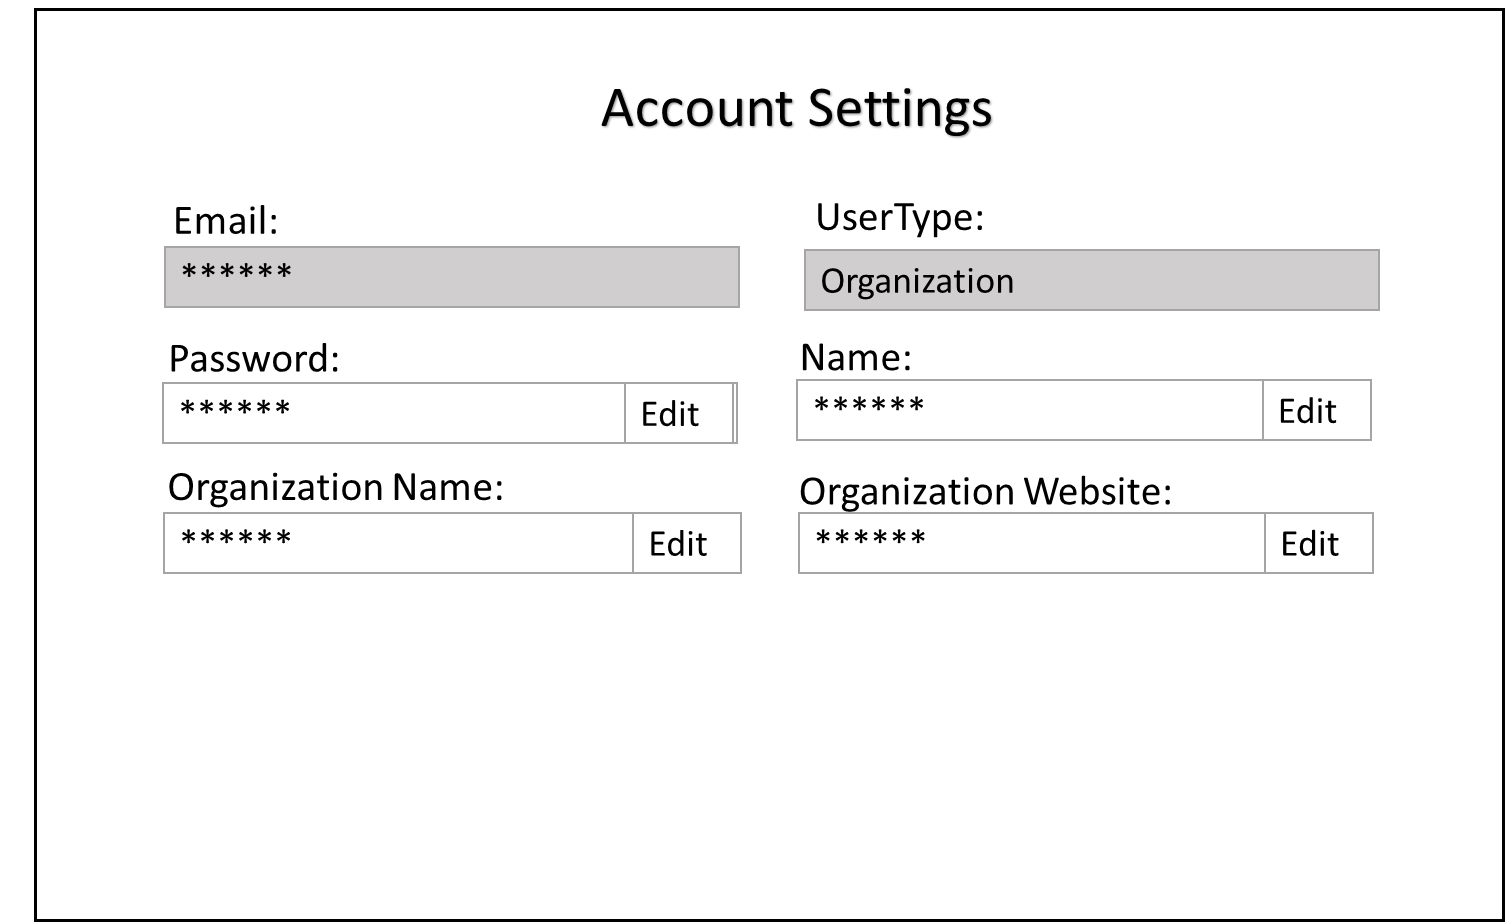 Account Settings
Email:
UserType:
******
Organization
Password:
Name:
****** Edit
****** Edit
Organization Name:
Organization Website:
****** Edit
****** Edit